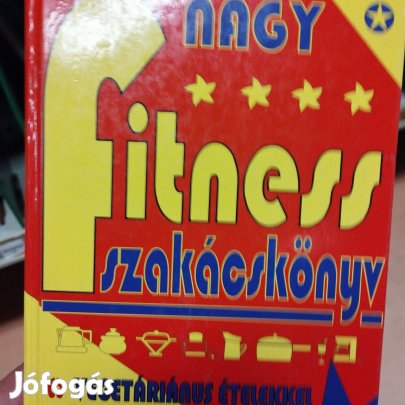 NAGY
fitness
szakácskönyv
VEGETÁRIÁNUS ÉTELEKKEL
Jófogás